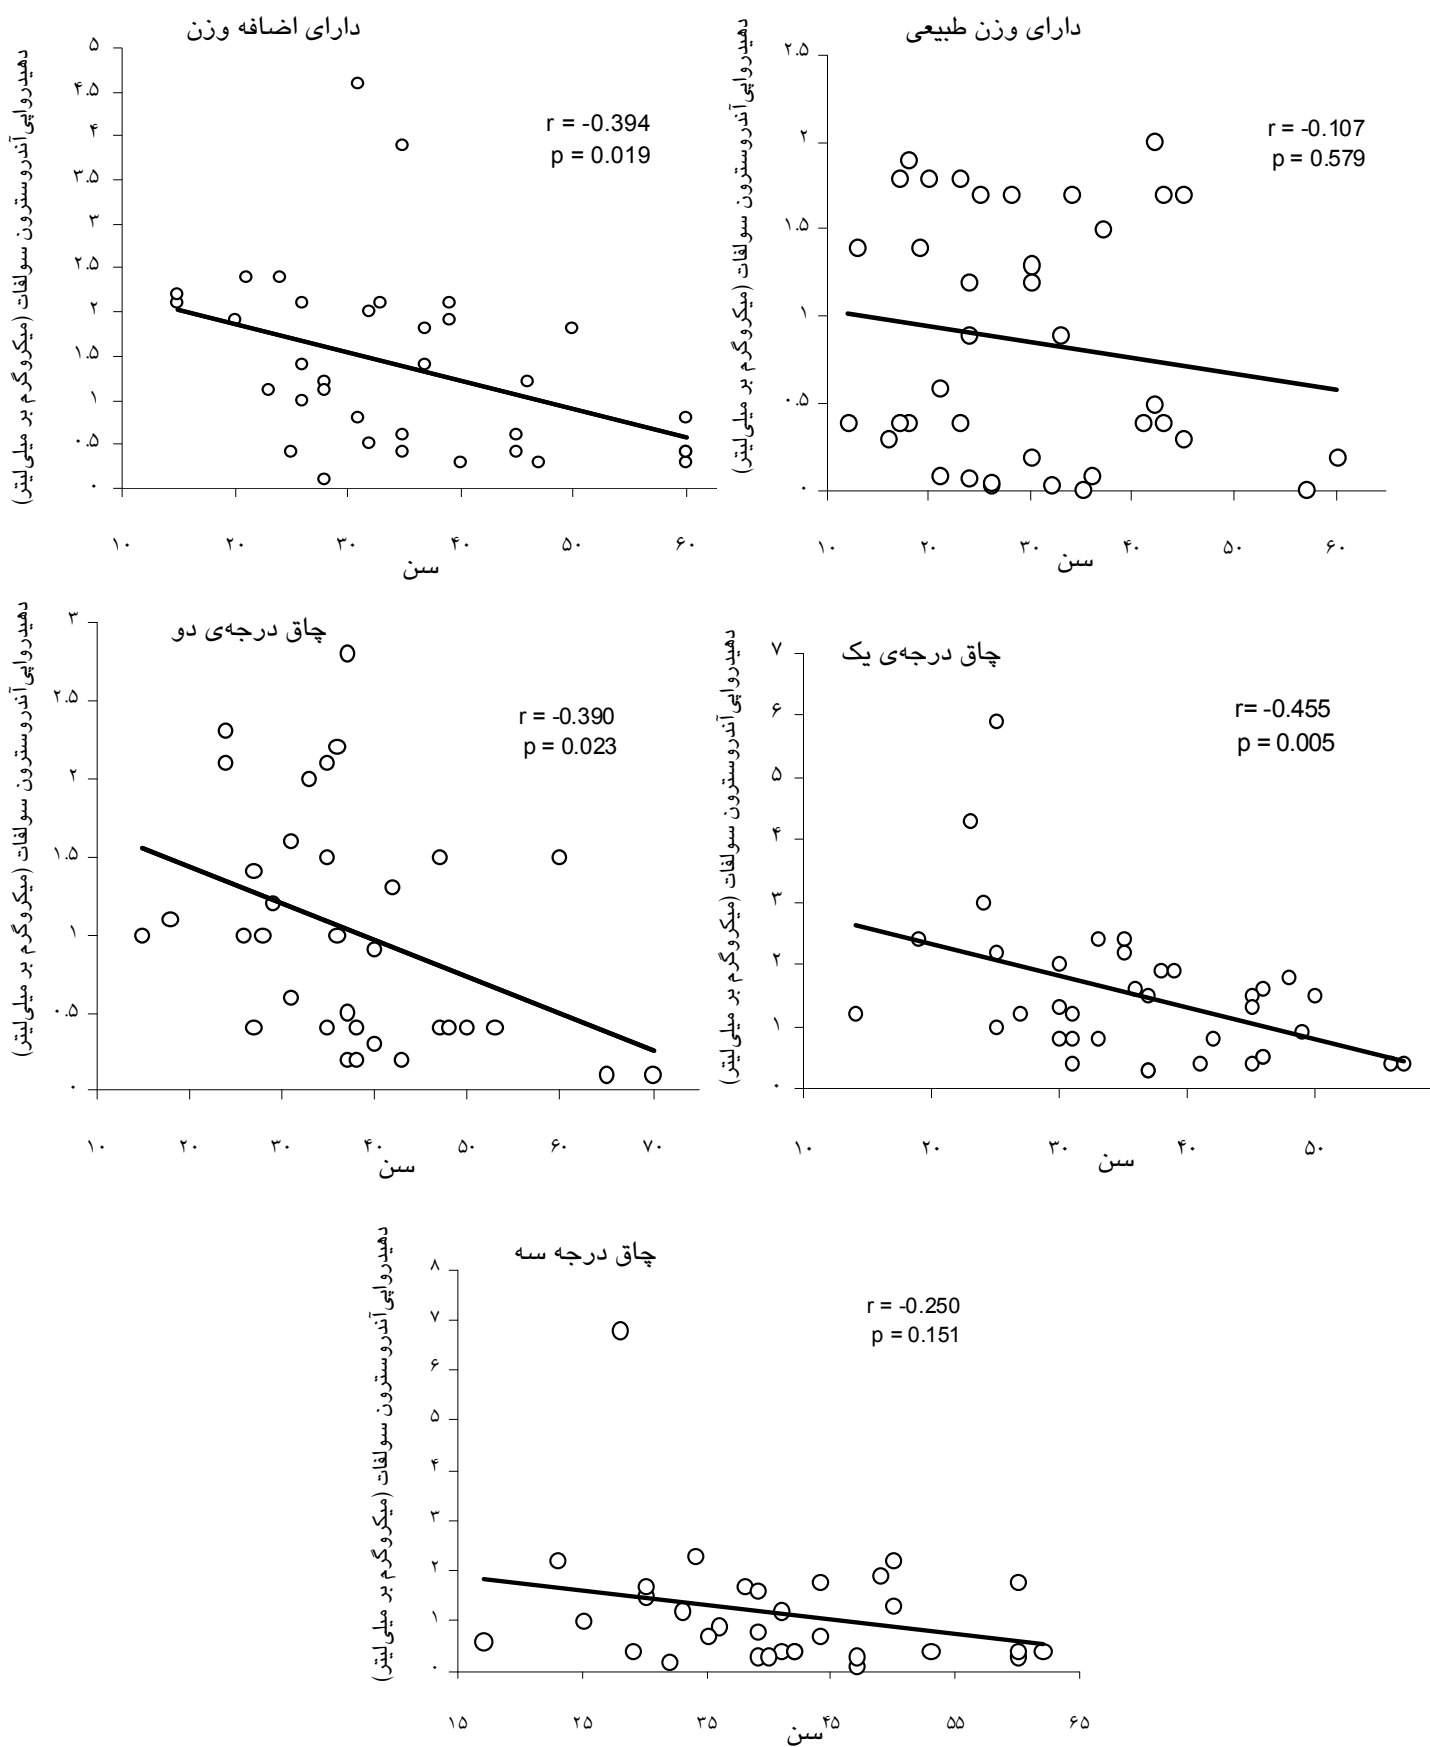 دارای وزن طبیعی
دهیدرواپی‌آندروسترون سولفات (میکروگرم بر میلی‌لیتر)
۲.۵
۲
۱.۵
۱
۰.۵
۰
r = -0.107
p = 0.579
۱۰ ۲۰ ۳۰ ۴۰ ۵۰ ۶۰
سن
دارای اضافه وزن
دهیدرواپی‌آندروسترون سولفات (میکروگرم بر میلی‌لیتر)
۵
۴.۵
۴
۳.۵
۳
۲.۵
۲
۱.۵
۱
۰.۵
۰
r = -0.394
p = 0.019
۱۰ ۲۰ ۳۰ ۴۰ ۵۰ ۶۰
سن
چاق درجه‌ی یک
دهیدرواپی‌آندروسترون سولفات (میکروگرم بر میلی‌لیتر)
۷
۶
۵
۴
۳
۲
۱
۰
r= -0.455
p = 0.005
۱۰ ۲۰ ۳۰ ۴۰ ۵۰
سن
چاق درجه‌ی دو
دهیدرواپی‌آندروسترون سولفات (میکروگرم بر میلی‌لیتر)
۳
۲.۵
۲
۱.۵
۱
۰.۵
۰
r = -0.390
p = 0.023
۱۰ ۲۰ ۳۰ ۴۰ ۵۰ ۶۰ ۷۰
سن
چاق درجه سه
دهیدرواپی‌آندروسترون سولفات (میکروگرم بر میلی‌لیتر)
۸
۷
۶
۵
۴
۳
۲
۱
۰
r = -0.250
p = 0.151
۱۵ ۲۵ ۳۵ ۴۵ ۵۵ ۶۵
سن